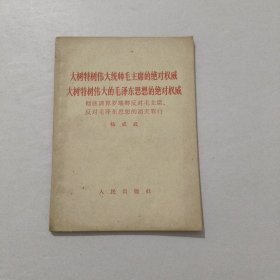 大树特树伟大统帅毛主席的绝对权威
大树特树伟大的毛泽东思想的绝对权威
彻底清算罗瑞卿反对毛主席、
反对毛泽东思想的滔天罪行
杨成武
人民出版社